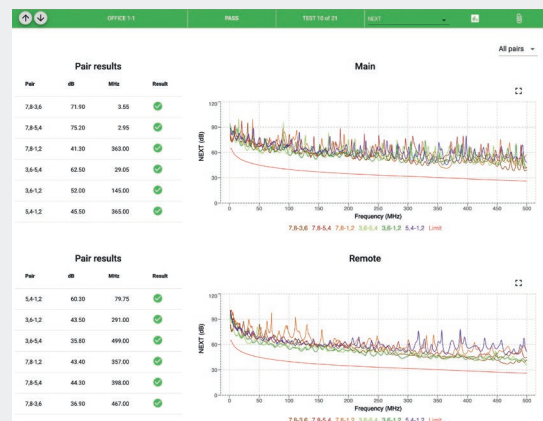 OFFICE 1-1 PASS TEST 10 of 21 NEXT
All pairs
Pair results
Pair dB MHz Result
7,8-3,6 71.90 3.55
7,8-5,4 75.20 2.95
7,8-1,2 41.30 363.00
3,6-5,4 62.50 29.05
3,6-1,2 52.00 145.00
5,4-1,2 45.50 365.00
Main
NEXT (dB)
120
90
60
30
0
0 50 100 150 200 250 300 350 400 450 500
Frequency (MHz)
7,8-3,6 7,8-5,4 7,8-1,2 3,6-5,4 3,6-1,2 5,4-1,2 Limit
Pair results
Pair dB MHz Result
5,4-1,2 60.30 79.75
3,6-1,2 43.50 291.00
3,6-5,4 35.80 499.00
7,8-1,2 43.40 357.00
7,8-5,4 44.30 398.00
7,8-3,6 36.90 467.00
Remote
NEXT (dB)
120
90
60
30
0
0 50 100 150 200 250 300 350 400 450 500
Frequency (MHz)
7,8-3,6 7,8-5,4 7,8-1,2 3,6-5,4 3,6-1,2 5,4-1,2 Limit